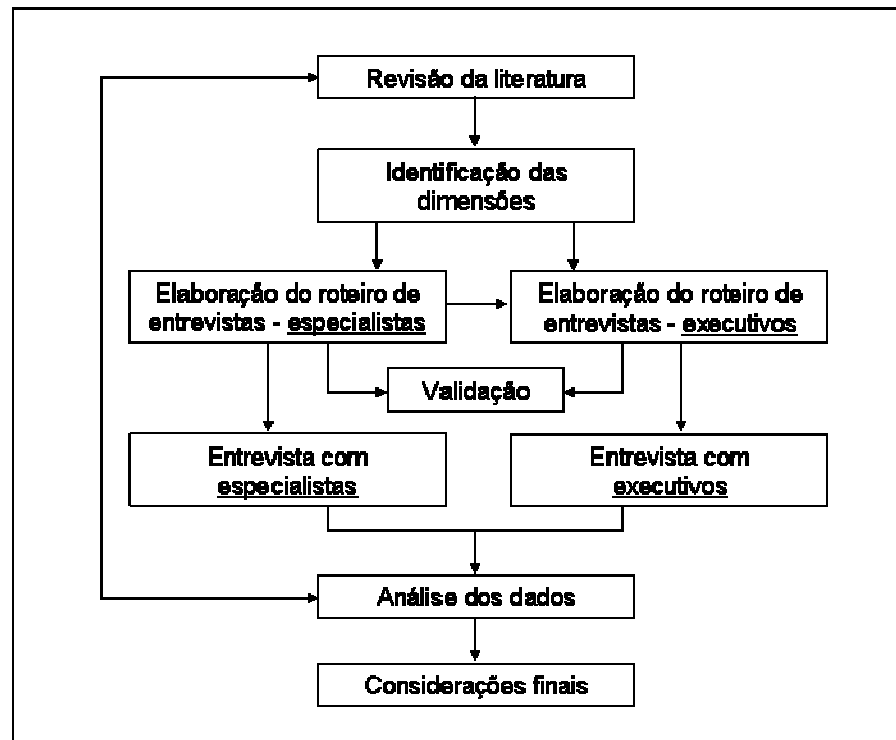 Revisão da literatura
Identificação das
dimensões
Elaboração do roteiro de
entrevistas - especialistas
Elaboração do roteiro de
entrevistas - executivos
Validação
Entrevista com
especialistas
Entrevista com
executivos
Análise dos dados
Considerações finais